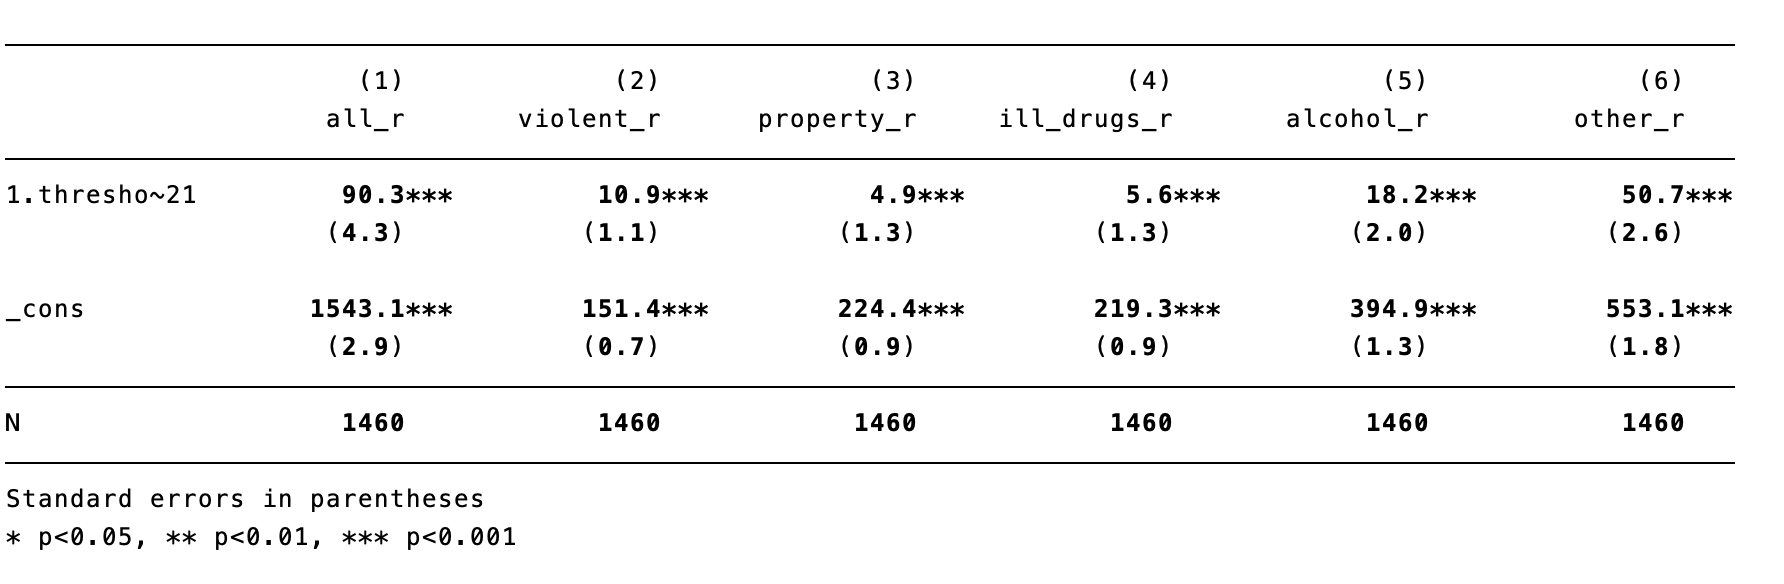 (1) (2) (3) (4) (5) (6)
all_r violent_r property_r ill_drugs_r alcohol_r other_r
1.thresho~21 90.3*** 10.9*** 4.9*** 5.6*** 18.2*** 50.7***
(4.3) (1.1) (1.3) (1.3) (2.0) (2.6)
_cons 1543.1*** 151.4*** 224.4*** 219.3*** 394.9*** 553.1***
(2.9) (0.7) (0.9) (0.9) (1.3) (1.8)
N 1460 1460 1460 1460 1460 1460
Standard errors in parentheses
* p<0.05, ** p<0.01, *** p<0.001